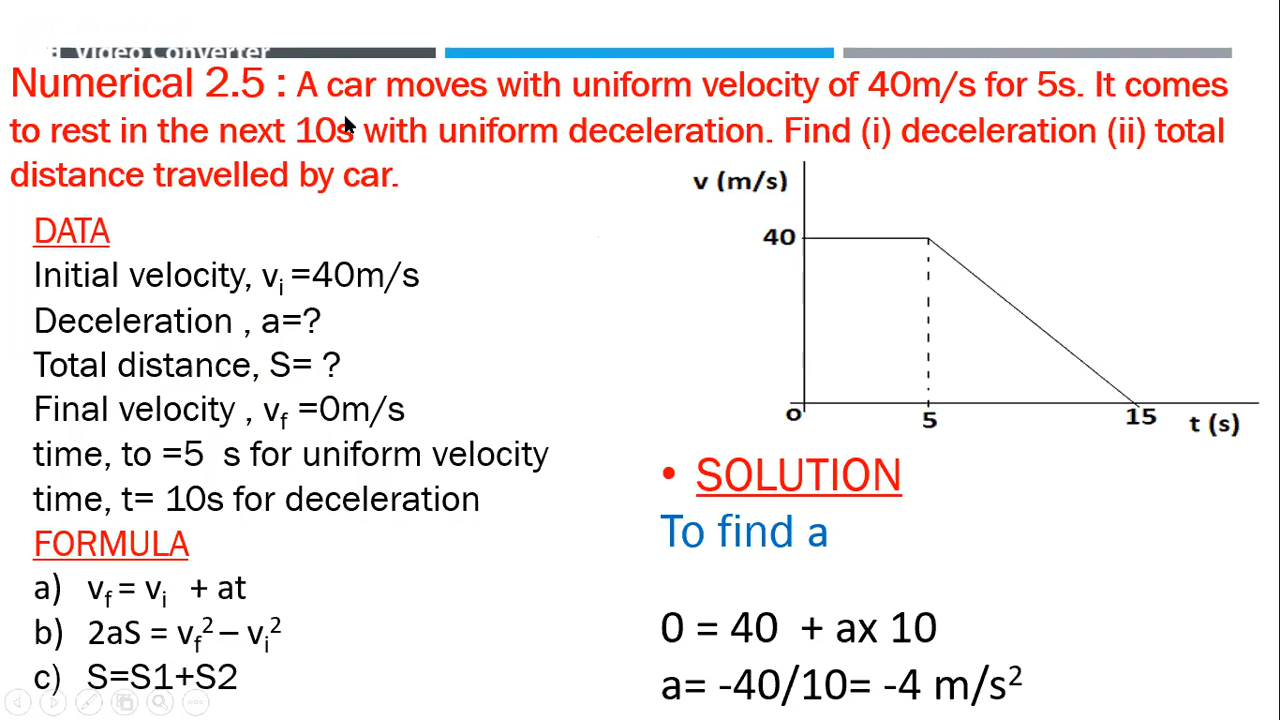 Video Converter
Numerical 2.5 : A car moves with uniform velocity of 40m/s for 5s. It comes
to rest in the next 10s with uniform deceleration. Find (i) deceleration (ii) total
distance travelled by car.
DATA
Initial velocity, vi =40m/s
Deceleration , a=?
Total distance, S= ?
Final velocity , vf =0m/s
time, to =5 s for uniform velocity
time, t= 10s for deceleration
FORMULA
a) vf = vi + at
b) 2aS = vf² – vi²
c) S=S1+S2
v (m/s)
40
o
5
15
t (s)
• SOLUTION
To find a
0 = 40 + ax 10
a= -40/10= -4 m/s²